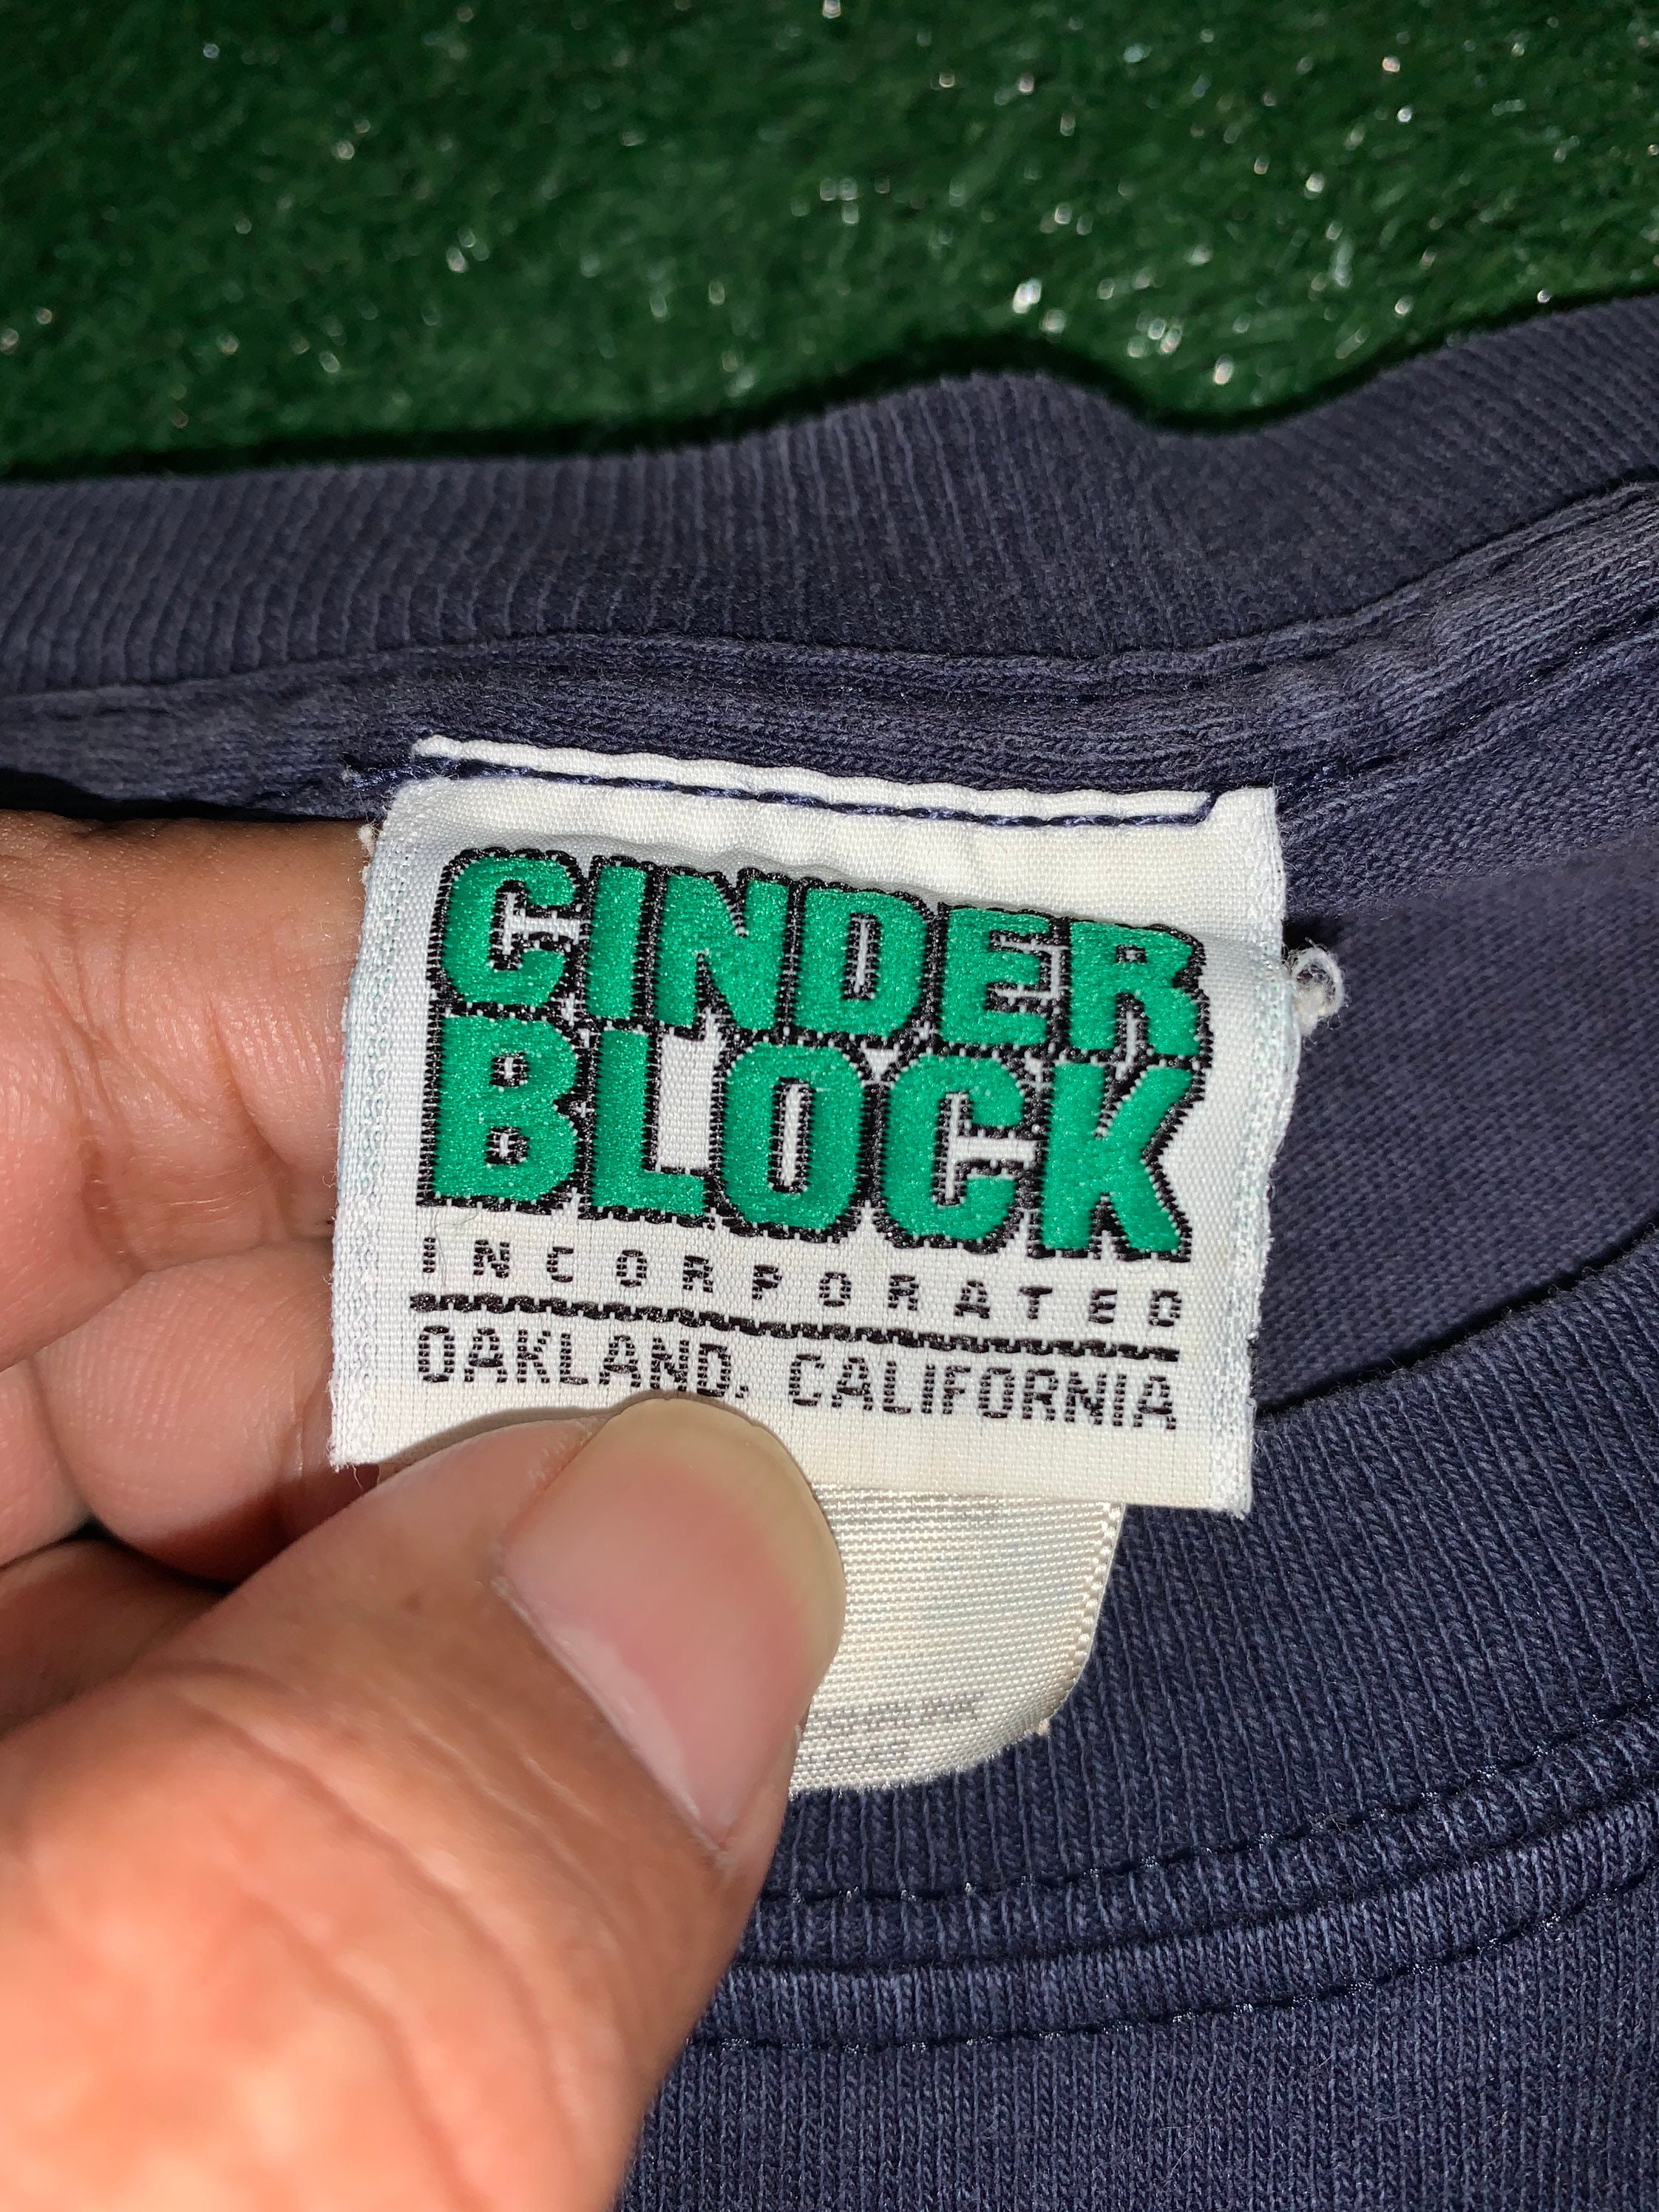 CINDER
BLOCK
INCORPORATED
OAKLAND, CALIFORNIA